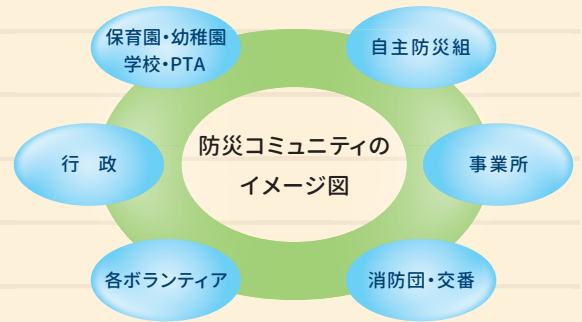 保育園・幼稚園
学校・PTA
自主防災組
防災コミュニティの
イメージ図
行　政
事業所
各ボランティア
消防団・交番